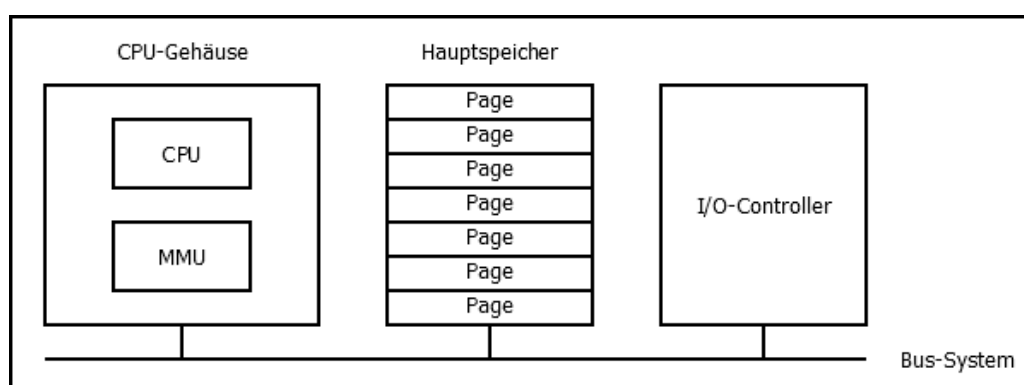 CPU-Gehäuse
Hauptspeicher
CPU
MMU
Page
Page
Page
Page
Page
Page
Page
I/O-Controller
Bus-System